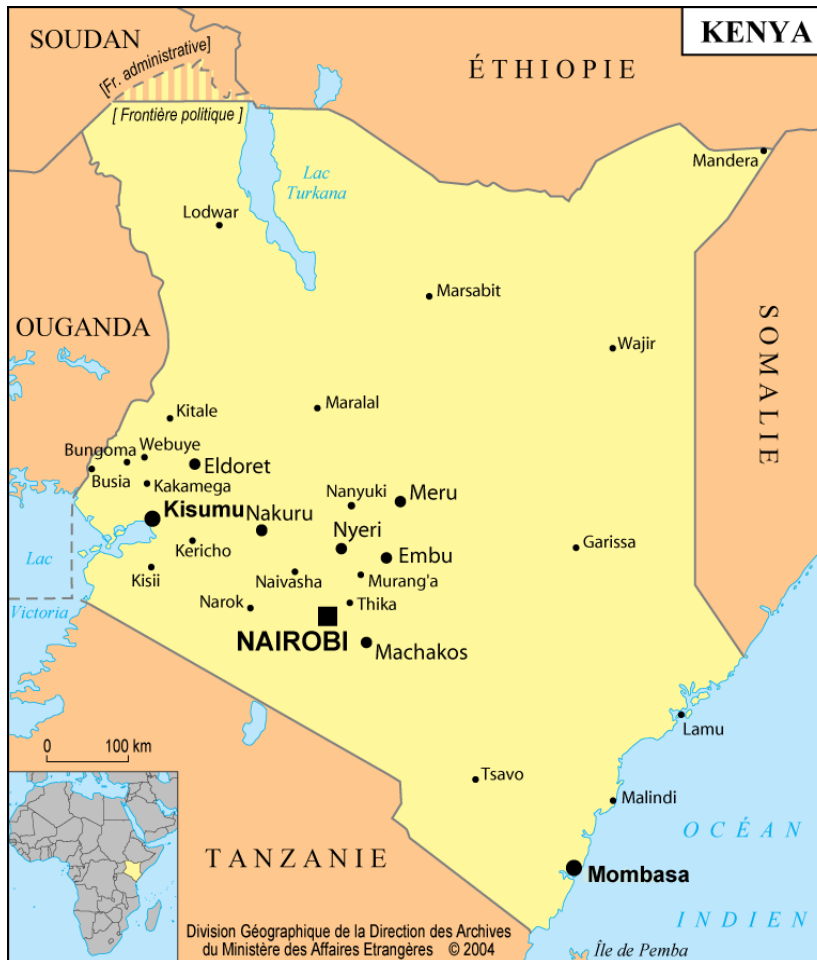 KENYA
SOUDAN
[Fr. administrative]
ÉTHIOPIE
[ Frontière politique ]
Mandera
Lac
Turkana
Lodwar
Marsabit
SOMALIE
OUGANDA
Wajir
Maralal
Kitale
Webuye
Bungoma
Eldoret
Busia
Kakamega
Nanyuki
Meru
Kisumu
Nakuru
Nyeri
Garissa
Kericho
Embu
Lac
Victoria
Kisii
Naivasha
Murang'a
Narok
Thika
NAIROBI
Machakos
Lamu
0 100 km
Tsavo
Malindi
OCÉAN
INDIEN
TANZANIE
Mombasa
Division Géographique de la Direction des Archives
du Ministère des Affaires Etrangères © 2004
Île de Pemba